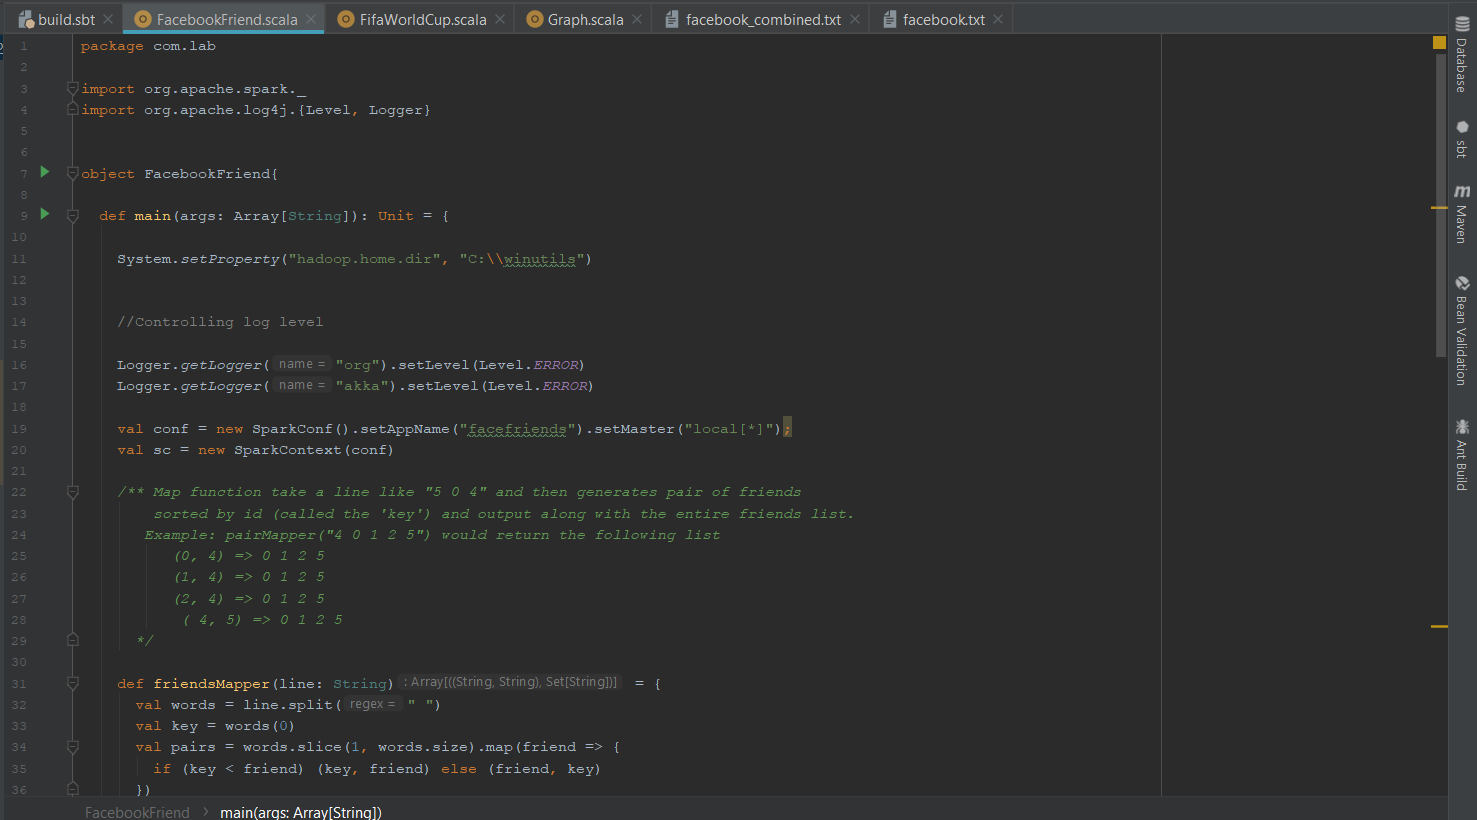 build.sbt FacebookFriend.scala FifaWorldCup.scala Graph.scala facebook_combined.txt facebook.txt
1 package com.lab
2
3 import org.apache.spark._
4 import org.apache.log4j.{Level, Logger}
5
6
7 object FacebookFriend{
8
9 def main(args: Array[String]): Unit = {
10
11 System.setProperty("hadoop.home.dir", "C:\\winutils")
12
13
14 //Controlling log level
15
16 Logger.getLogger( name = "org").setLevel(Level.ERROR)
17 Logger.getLogger( name = "akka").setLevel(Level.ERROR)
18
19 val conf = new SparkConf().setAppName("facefriends").setMaster("local[*]");
20 val sc = new SparkContext(conf)
21
22 /** Map function take a line like "5 0 4" and then generates pair of friends
23 sorted by id (called the 'key') and output along with the entire friends list.
24 Example: pairMapper("4 0 1 2 5") would return the following list
25 (0, 4) => 0 1 2 5
26 (1, 4) => 0 1 2 5
27 (2, 4) => 0 1 2 5
28 ( 4, 5) => 0 1 2 5
29 */
30
31 def friendsMapper(line: String) : Array[((String, String), Set[String])] = {
32 val words = line.split( regex = " ")
33 val key = words(0)
34 val pairs = words.slice(1, words.size).map(friend => {
35 if (key < friend) (key, friend) else (friend, key)
36 })
FacebookFriend > main(args: Array[String])
Database
sbt
m Maven
Bean Validation
Ant Build